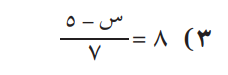 ٣) ٨ = (س – ٥) / ٧